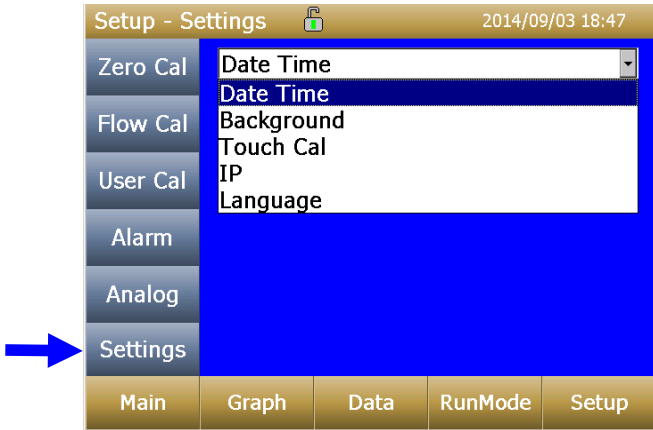 Setup - Settings 2014/09/03 18:47
Zero Cal
Flow Cal
User Cal
Alarm
Analog
Settings
Date Time
Date Time
Background
Touch Cal
IP
Language
Main Graph Data RunMode Setup